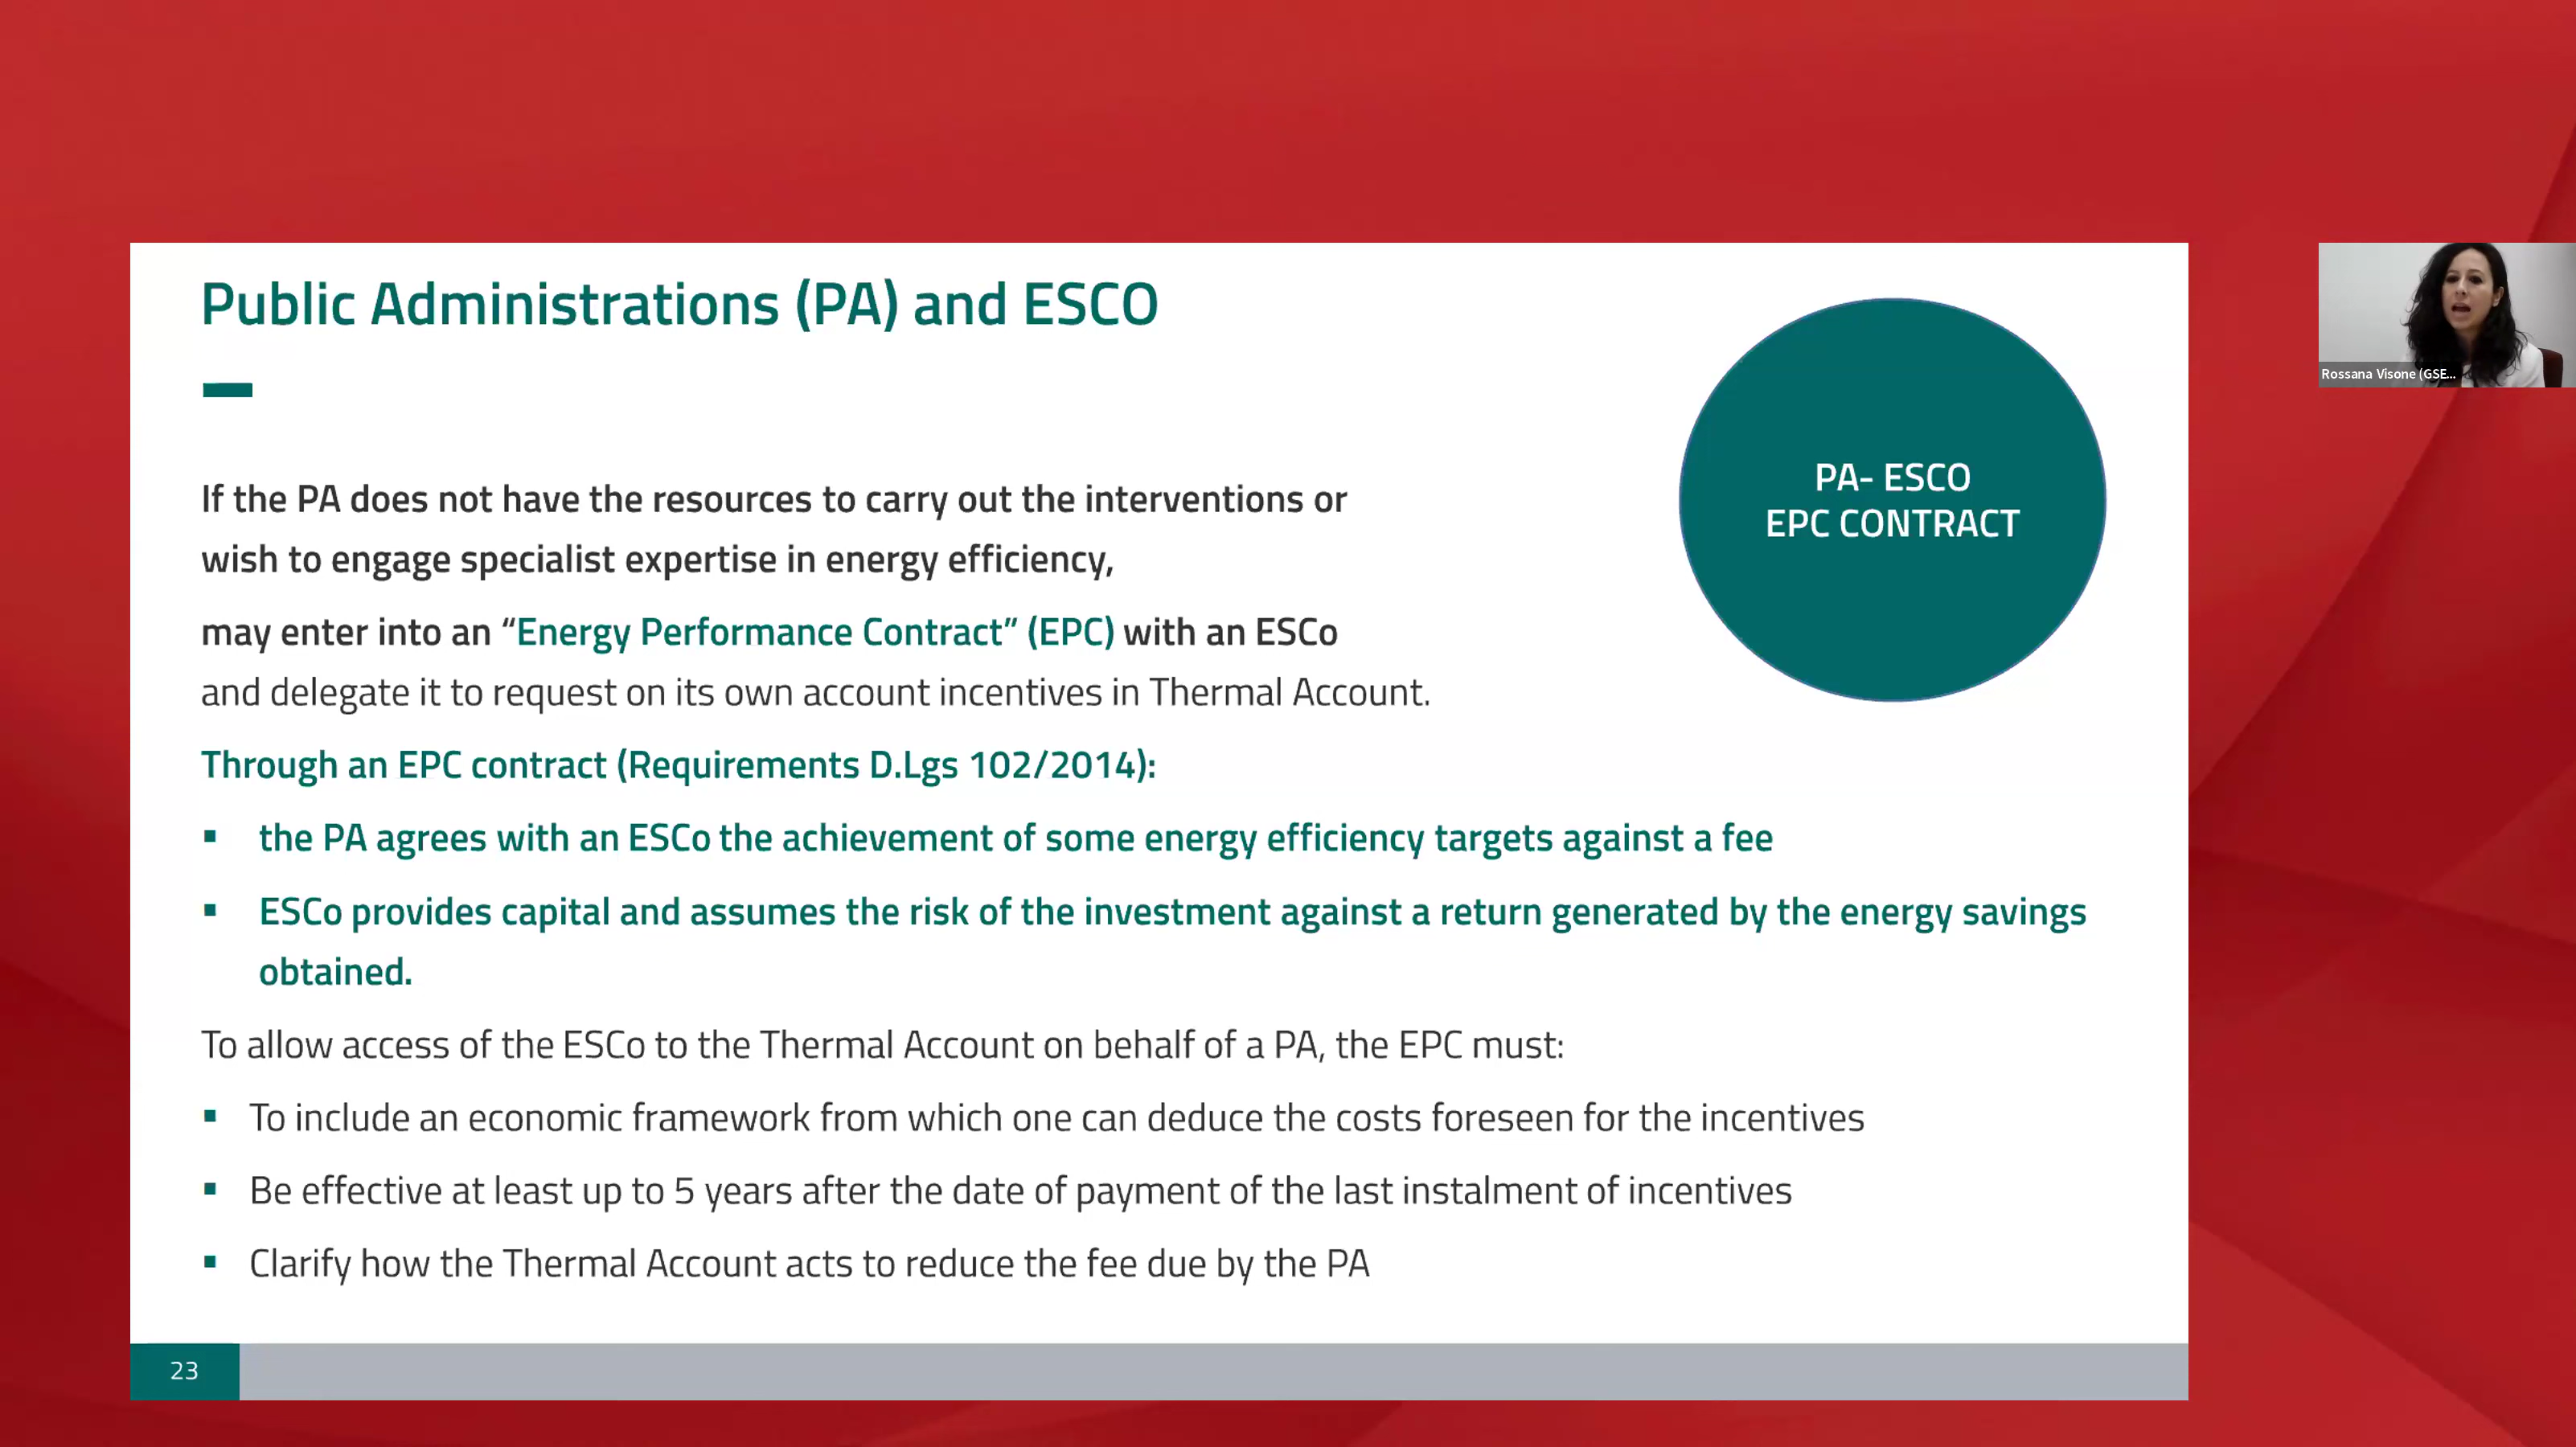 Public Administrations (PA) and ESCO
PA- ESCO
EPC CONTRACT
If the PA does not have the resources to carry out the interventions or
wish to engage specialist expertise in energy efficiency,
may enter into an “Energy Performance Contract” (EPC) with an ESCo
and delegate it to request on its own account incentives in Thermal Account.
Through an EPC contract (Requirements D.Lgs 102/2014):
▪ the PA agrees with an ESCo the achievement of some energy efficiency targets against a fee
▪ ESCo provides capital and assumes the risk of the investment against a return generated by the energy savings
obtained.
To allow access of the ESCo to the Thermal Account on behalf of a PA, the EPC must:
▪ To include an economic framework from which one can deduce the costs foreseen for the incentives
▪ Be effective at least up to 5 years after the date of payment of the last instalment of incentives
▪ Clarify how the Thermal Account acts to reduce the fee due by the PA
23
Rossana Visone (GSE...